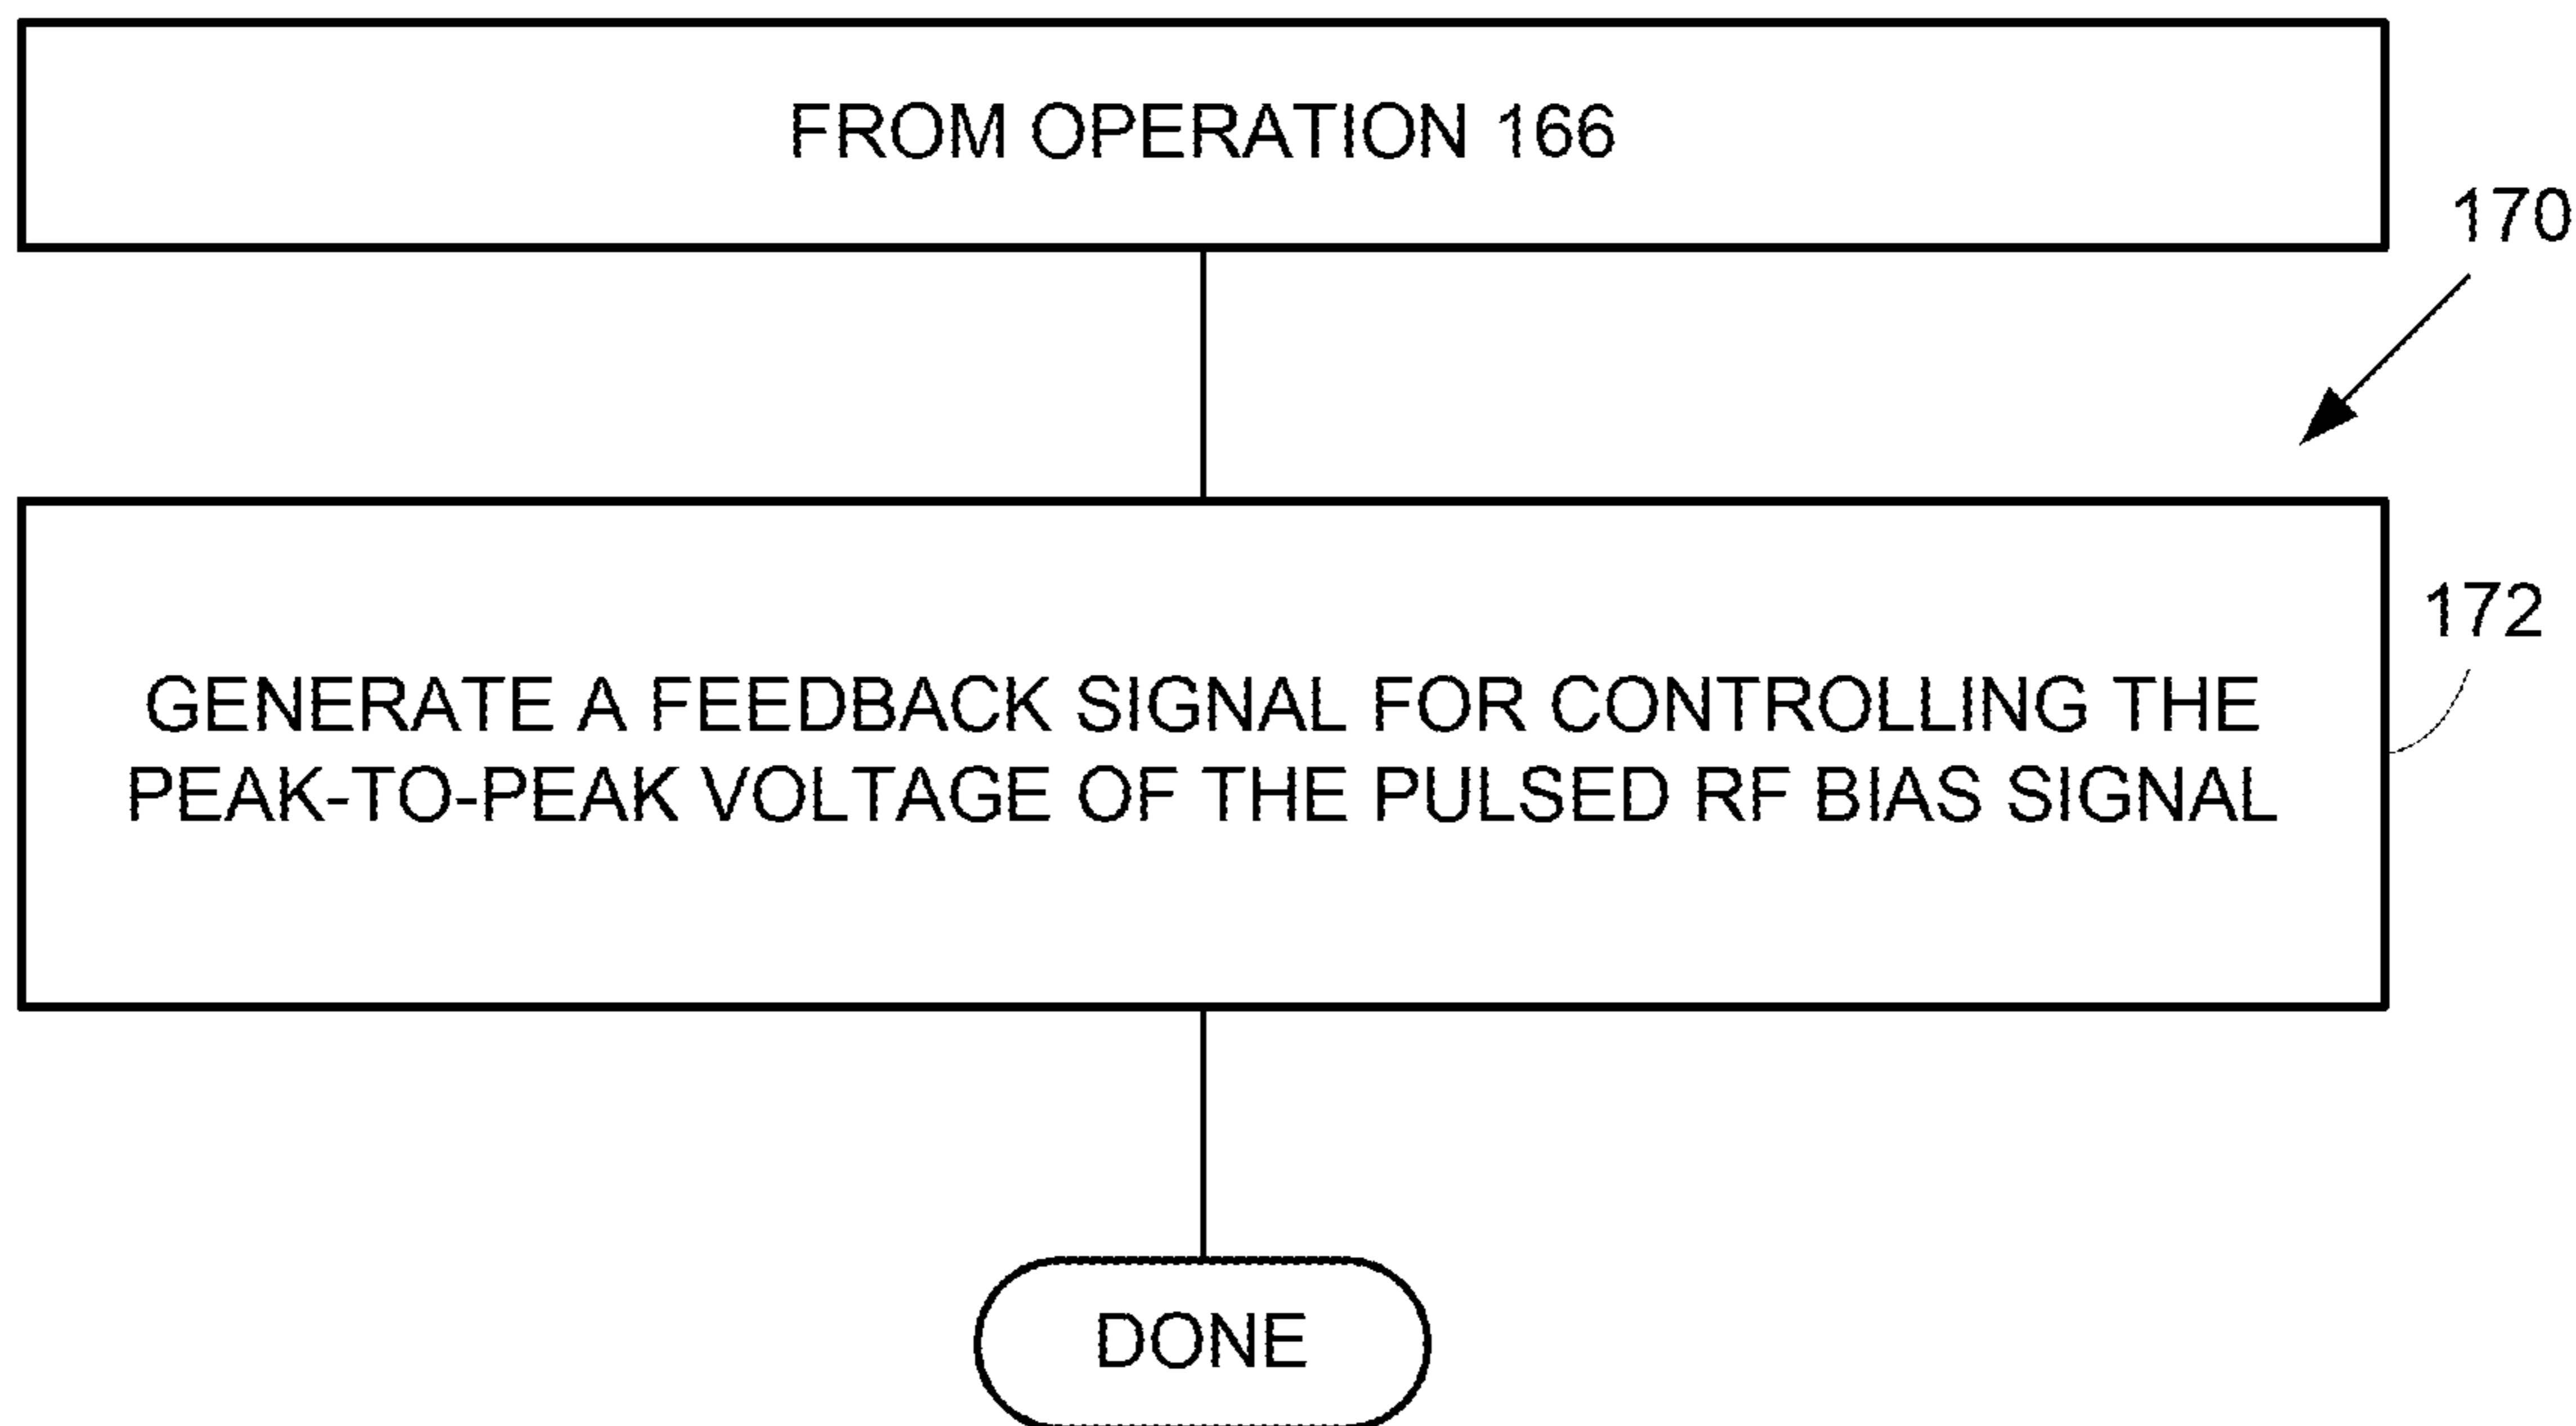 FROM OPERATION 166
170
172
GENERATE A FEEDBACK SIGNAL FOR CONTROLLING THE
PEAK-TO-PEAK VOLTAGE OF THE PULSED RF BIAS SIGNAL
DONE